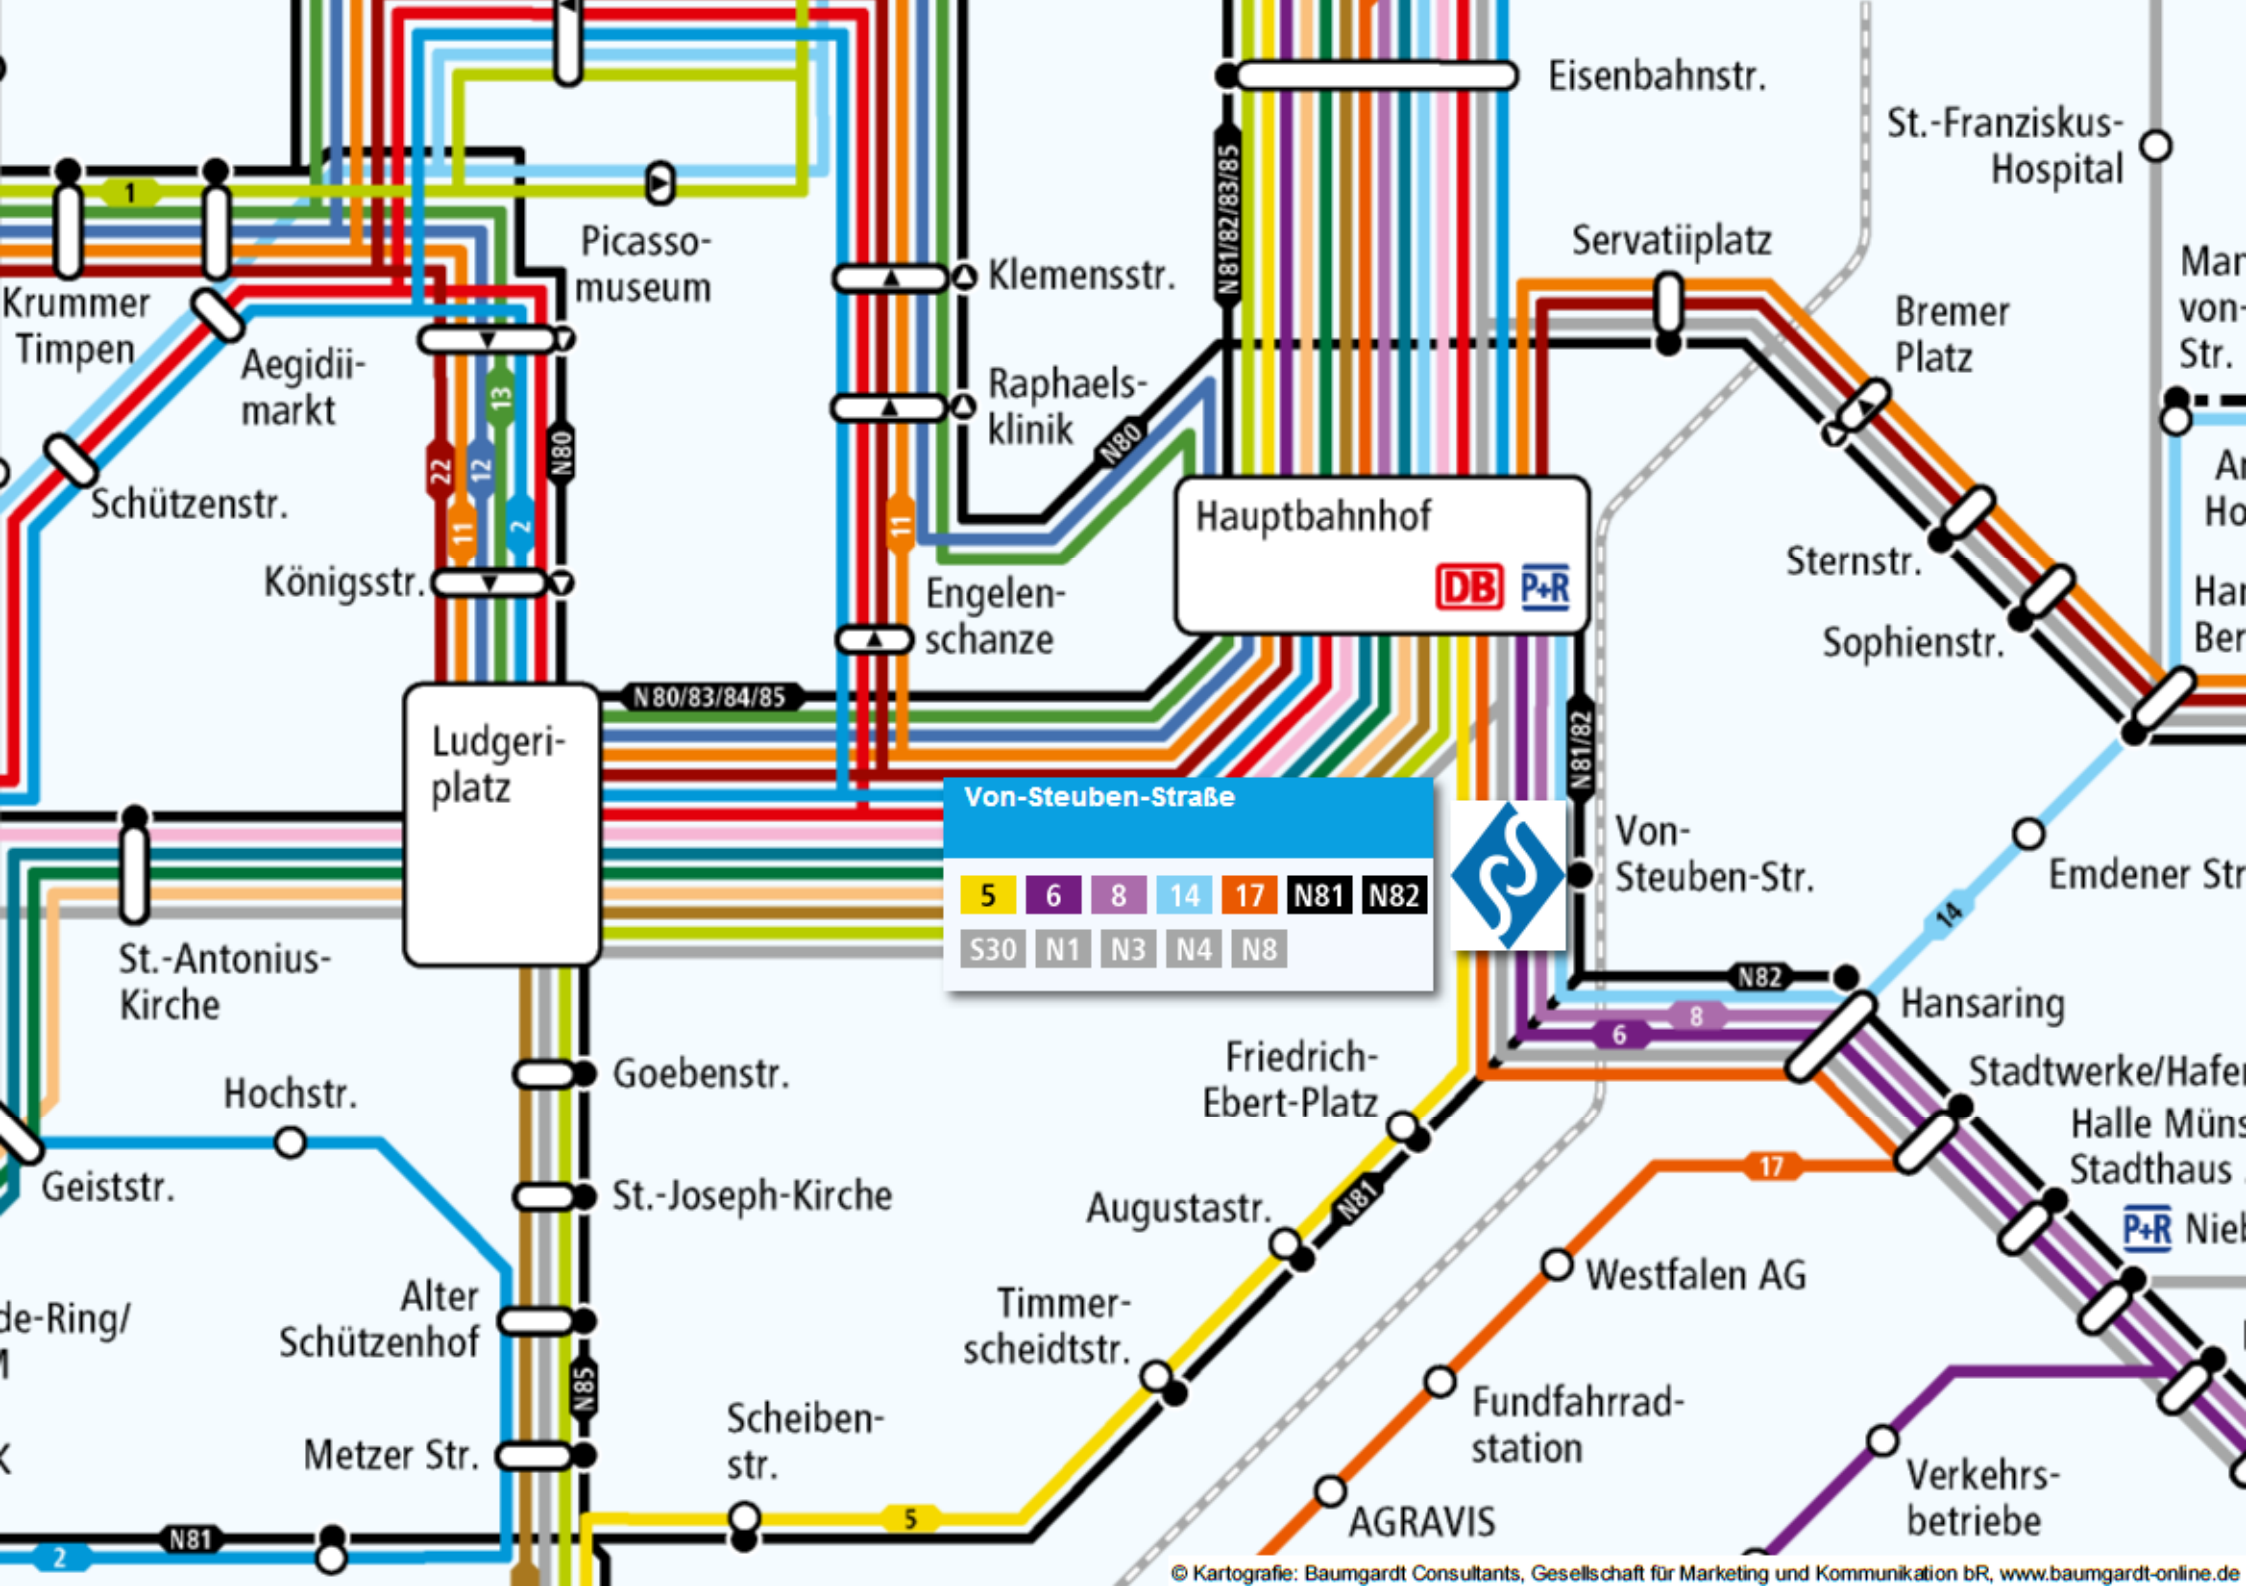 Eisenbahnstr.
St.-Franziskus-
Hospital
1
N81/82/83/85
Picasso-
museum
Klemensstr.
Servatiiplatz
Krummer
Timpen
Aegidii-
markt
Bremer
Platz
von-
Str.
Raphaels-
klinik
N80
13
22
12
N80
Schützenstr.
11
2
11
Hauptbahnhof
DB P+R
Sternstr.
Königsstr.
Engelen-
schanze
Sophienstr.
N80/83/84/85
Ludgeri-
platz
N81/82
Von-Steuben-Straße
5 6 8 14 17 N81 N82
S30 N1 N3 N4 N8
Von-
Steuben-Str.
Emdener Str
14
St.-Antonius-
Kirche
N82
Hansaring
8
6
Friedrich-
Ebert-Platz
Goebenstr.
Stadtwerke/Hafen
Halle Müns
Stadthaus
P+R Nieb
Hochstr.
17
Geiststr.
St.-Joseph-Kirche
Augustastr.
N81
Westfalen AG
Alter
Schützenhof
de-Ring/
Timmer-
scheidtstr.
N85
Fundfahrrad-
station
Scheiben-
str.
Metzer Str.
Verkehrs-
betriebe
AGRAVIS
5
N81
2
© Kartografie: Baumgardt Consultants, Gesellschaft für Marketing und Kommunikation bR, www.baumgardt-online.de